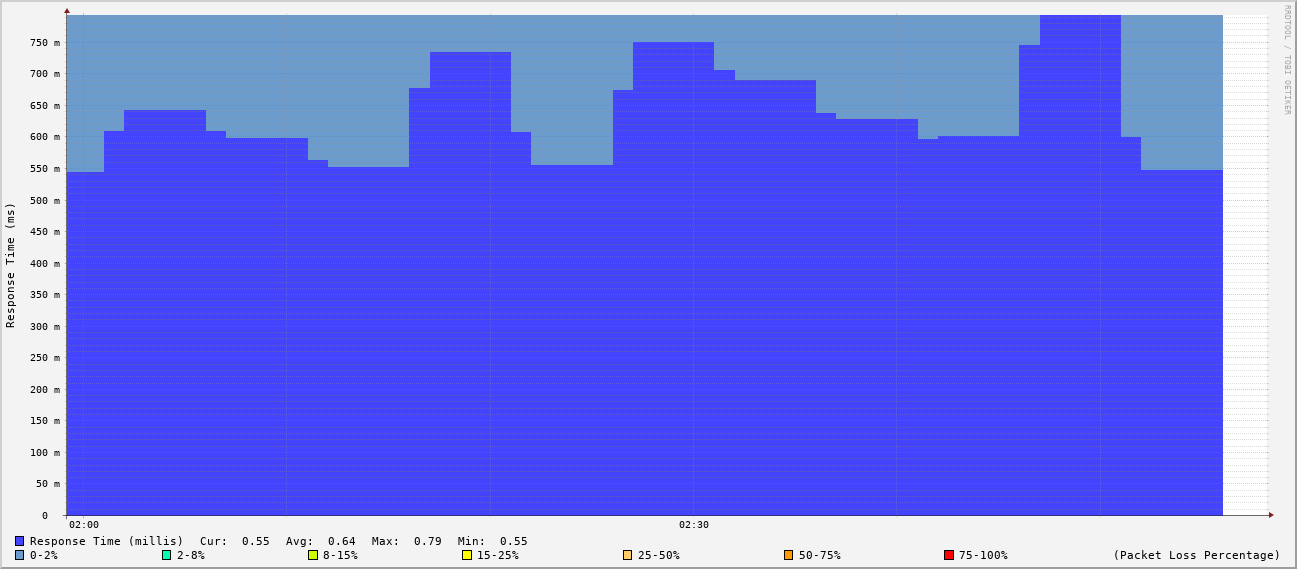 RRDTOOL / TOBI OETIKER
Response Time (ms)
750 m
700 m
650 m
600 m
550 m
500 m
450 m
400 m
350 m
300 m
250 m
200 m
150 m
100 m
50 m
0
02:00 02:30
Response Time (millis) Cur: 0.55 Avg: 0.64 Max: 0.79 Min: 0.55
0-2% 2-8% 8-15% 15-25% 25-50% 50-75% 75-100% (Packet Loss Percentage)